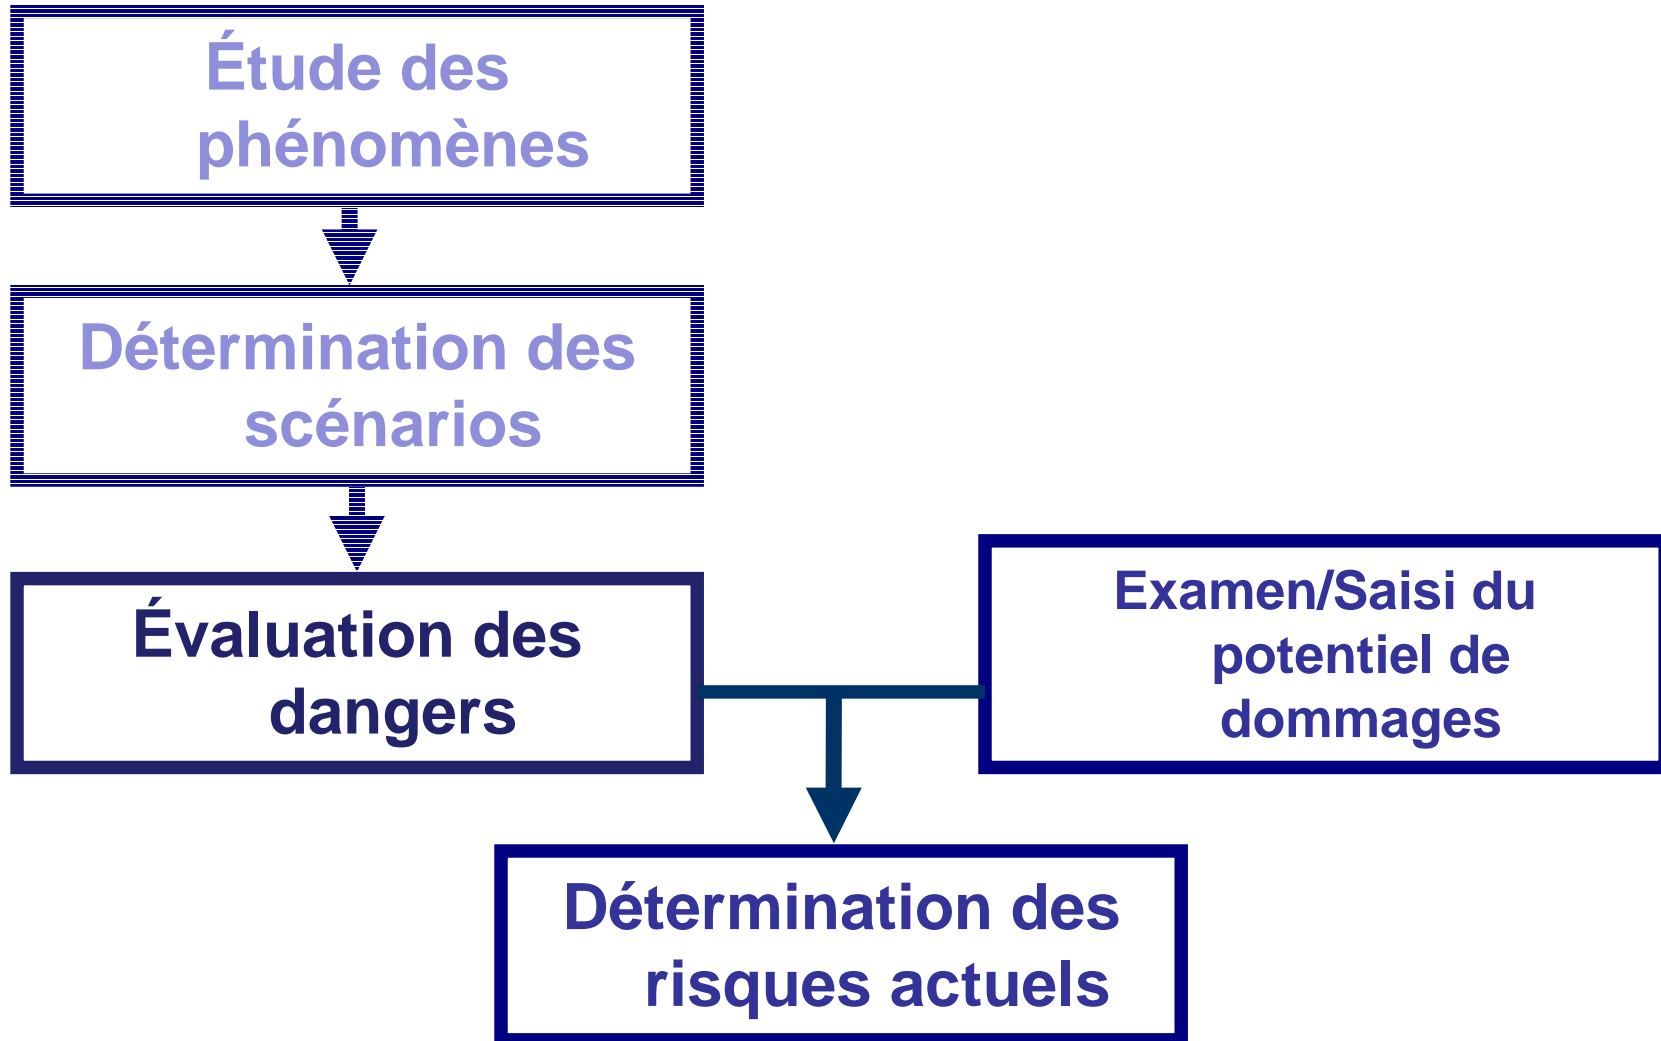 Étude des
phénomènes
Détermination des
scénarios
Évaluation des
dangers
Examen/Saisi du
potentiel de
dommages
Détermination des
risques actuels